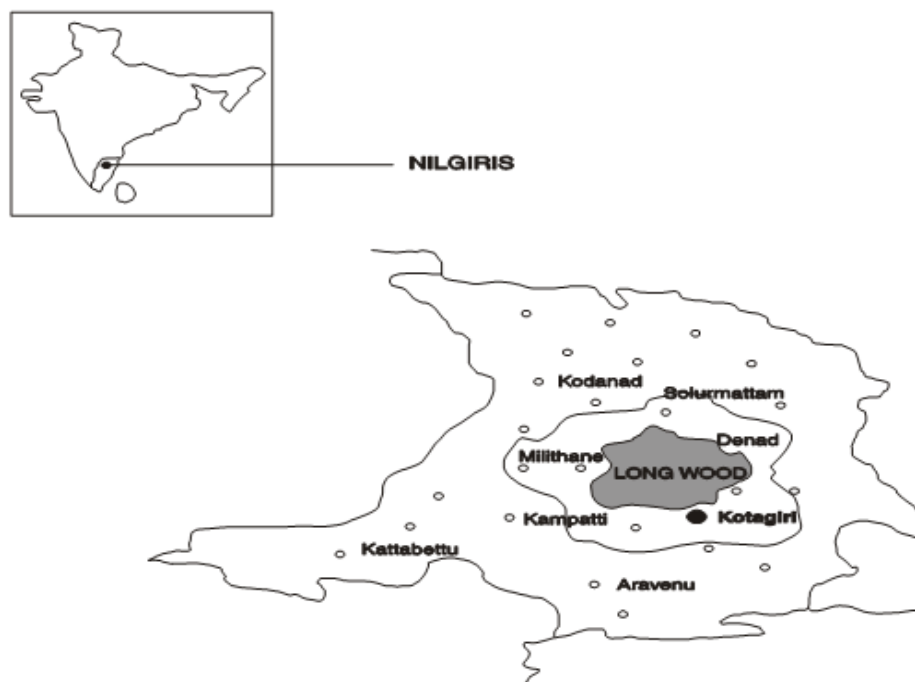 NILGIRIS
Kodanad
Solurmattam
Denad
Milithane
LONG WOOD
Kampatti
Kotagiri
Kattabettu
Aravenu